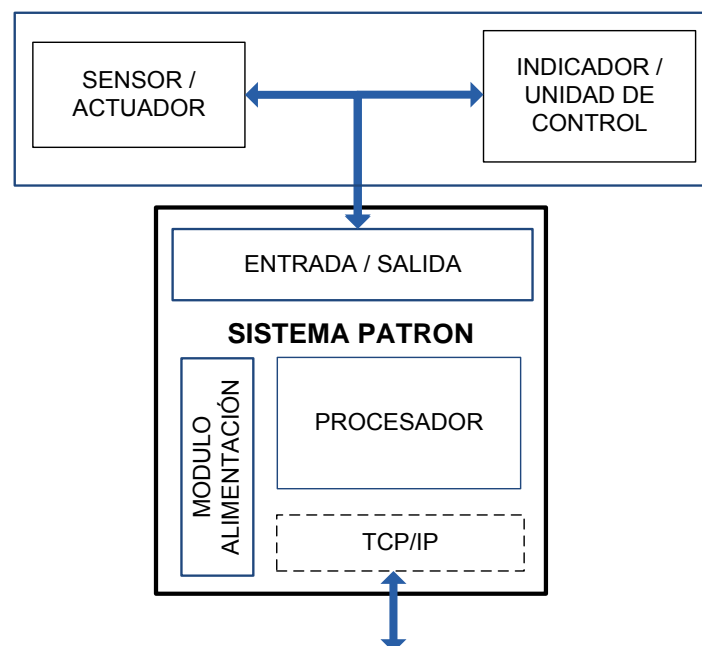 SENSOR /
ACTUADOR
INDICADOR /
UNIDAD DE
CONTROL
ENTRADA / SALIDA
SISTEMA PATRON
MODULO
ALIMENTACIÓN
PROCESADOR
TCP/IP